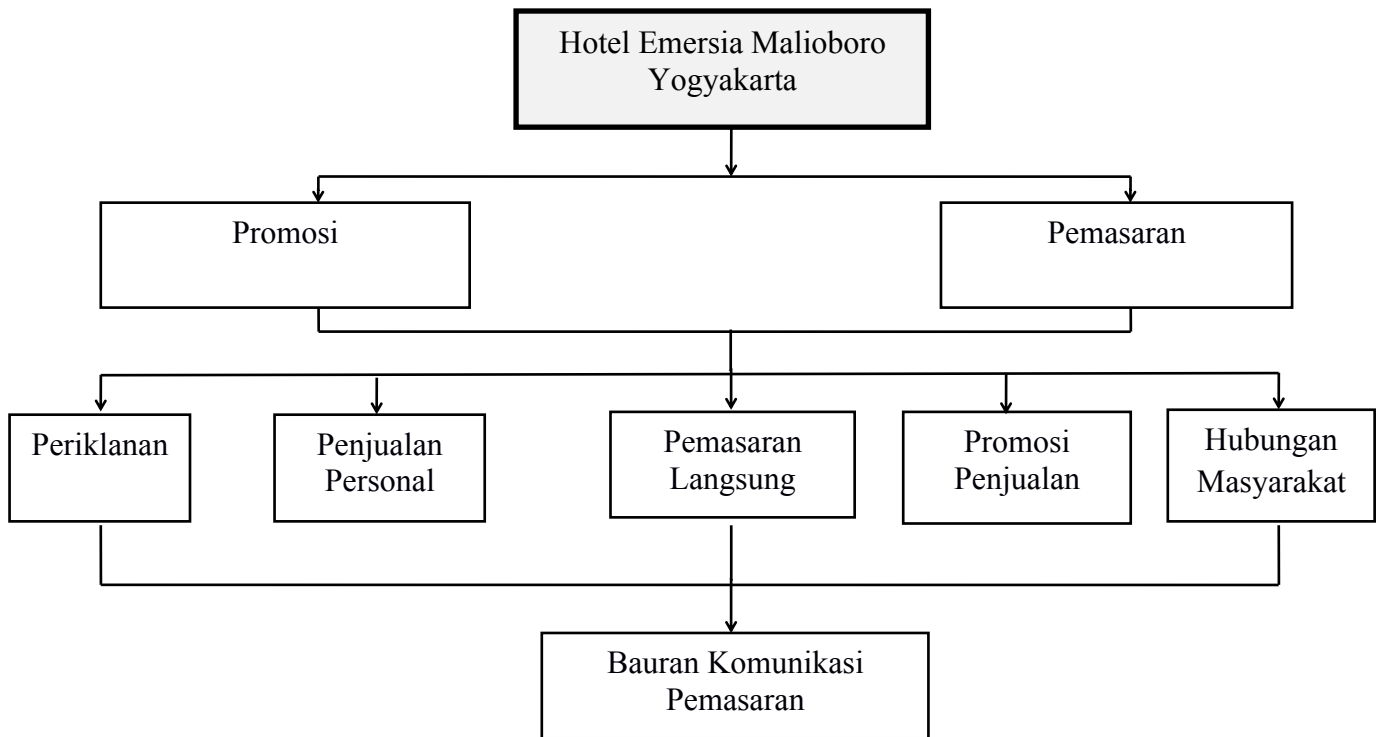 Hotel Emersia Malioboro
Yogyakarta
Promosi
Pemasaran
Periklanan
Penjualan
Personal
Pemasaran
Langsung
Promosi
Penjualan
Hubungan
Masyarakat
Bauran Komunikasi
Pemasaran